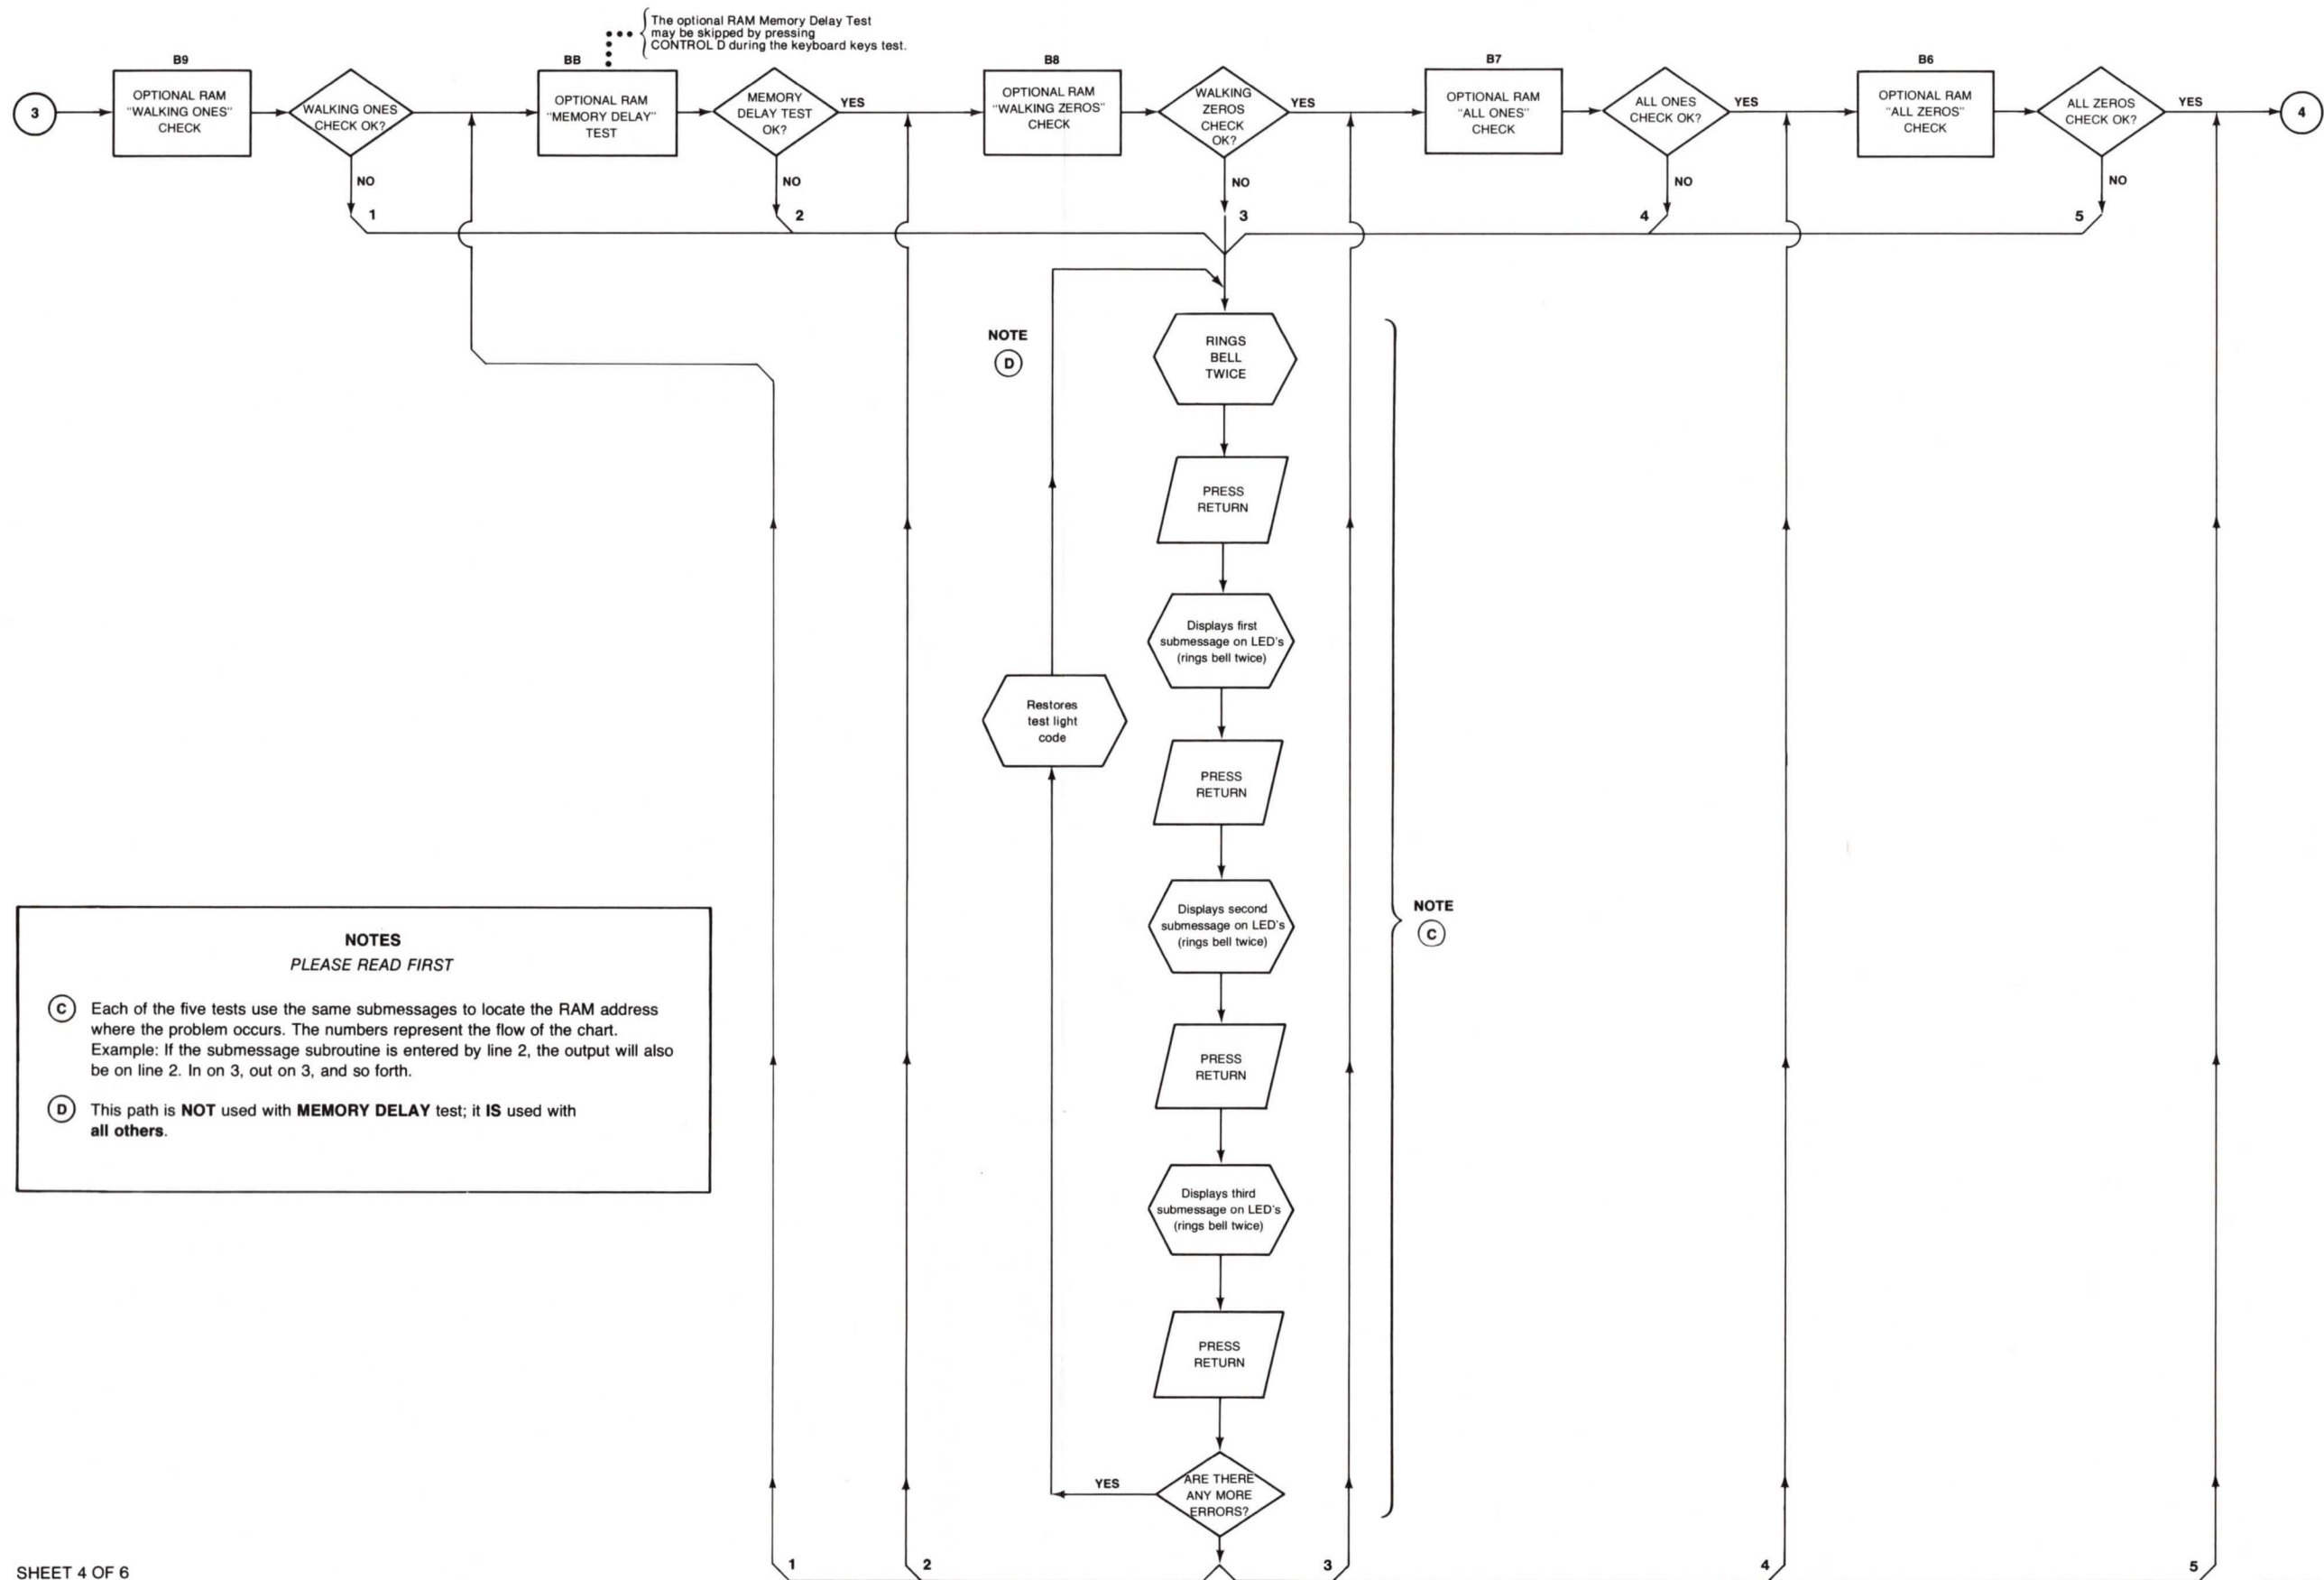 The optional RAM Memory Delay Test
may be skipped by pressing
CONTROL D during the keyboard keys test.
B9
BB
B8
B7
B6
3
OPTIONAL RAM
"WALKING ONES"
CHECK
WALKING ONES
CHECK OK?
OPTIONAL RAM
"MEMORY DELAY"
TEST
MEMORY
DELAY TEST
OK?
YES
OPTIONAL RAM
"WALKING ZEROS"
CHECK
WALKING
ZEROS
CHECK
OK?
YES
OPTIONAL RAM
"ALL ONES"
CHECK
ALL ONES
CHECK OK?
YES
OPTIONAL RAM
"ALL ZEROS"
CHECK
ALL ZEROS
CHECK OK?
YES
4
NO
NO
NO
NO
NO
1
2
3
4
5
NOTE
D
RINGS
BELL
TWICE
PRESS
RETURN
Displays first
submessage on LED's
(rings bell twice)
Restores
test light
code
PRESS
RETURN
Displays second
submessage on LED's
(rings bell twice)
NOTE
C
PRESS
RETURN
Displays third
submessage on LED's
(rings bell twice)
PRESS
RETURN
ARE THERE
ANY MORE
ERRORS?
YES
NOTES
PLEASE READ FIRST
C Each of the five tests use the same submessages to locate the RAM address
where the problem occurs. The numbers represent the flow of the chart.
Example: If the submessage subroutine is entered by line 2, the output will also
be on line 2. In on 3, out on 3, and so forth.
D This path is NOT used with MEMORY DELAY test; it IS used with
all others.
1
2
3
4
5
SHEET 4 OF 6